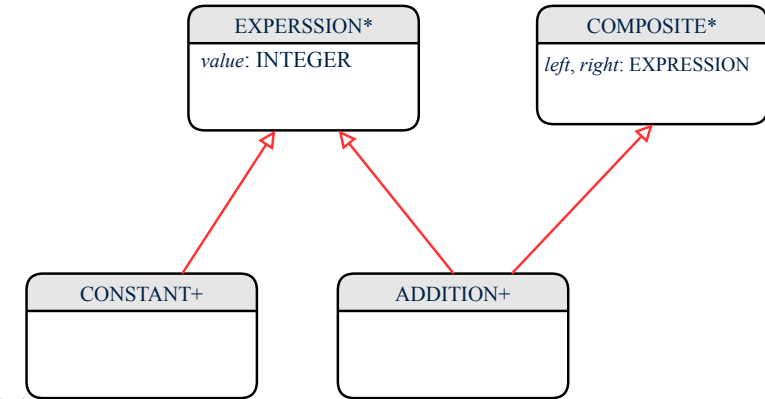 EXPERSSION*
value: INTEGER
COMPOSITE*
left, right: EXPRESSION
CONSTANT+
ADDITION+